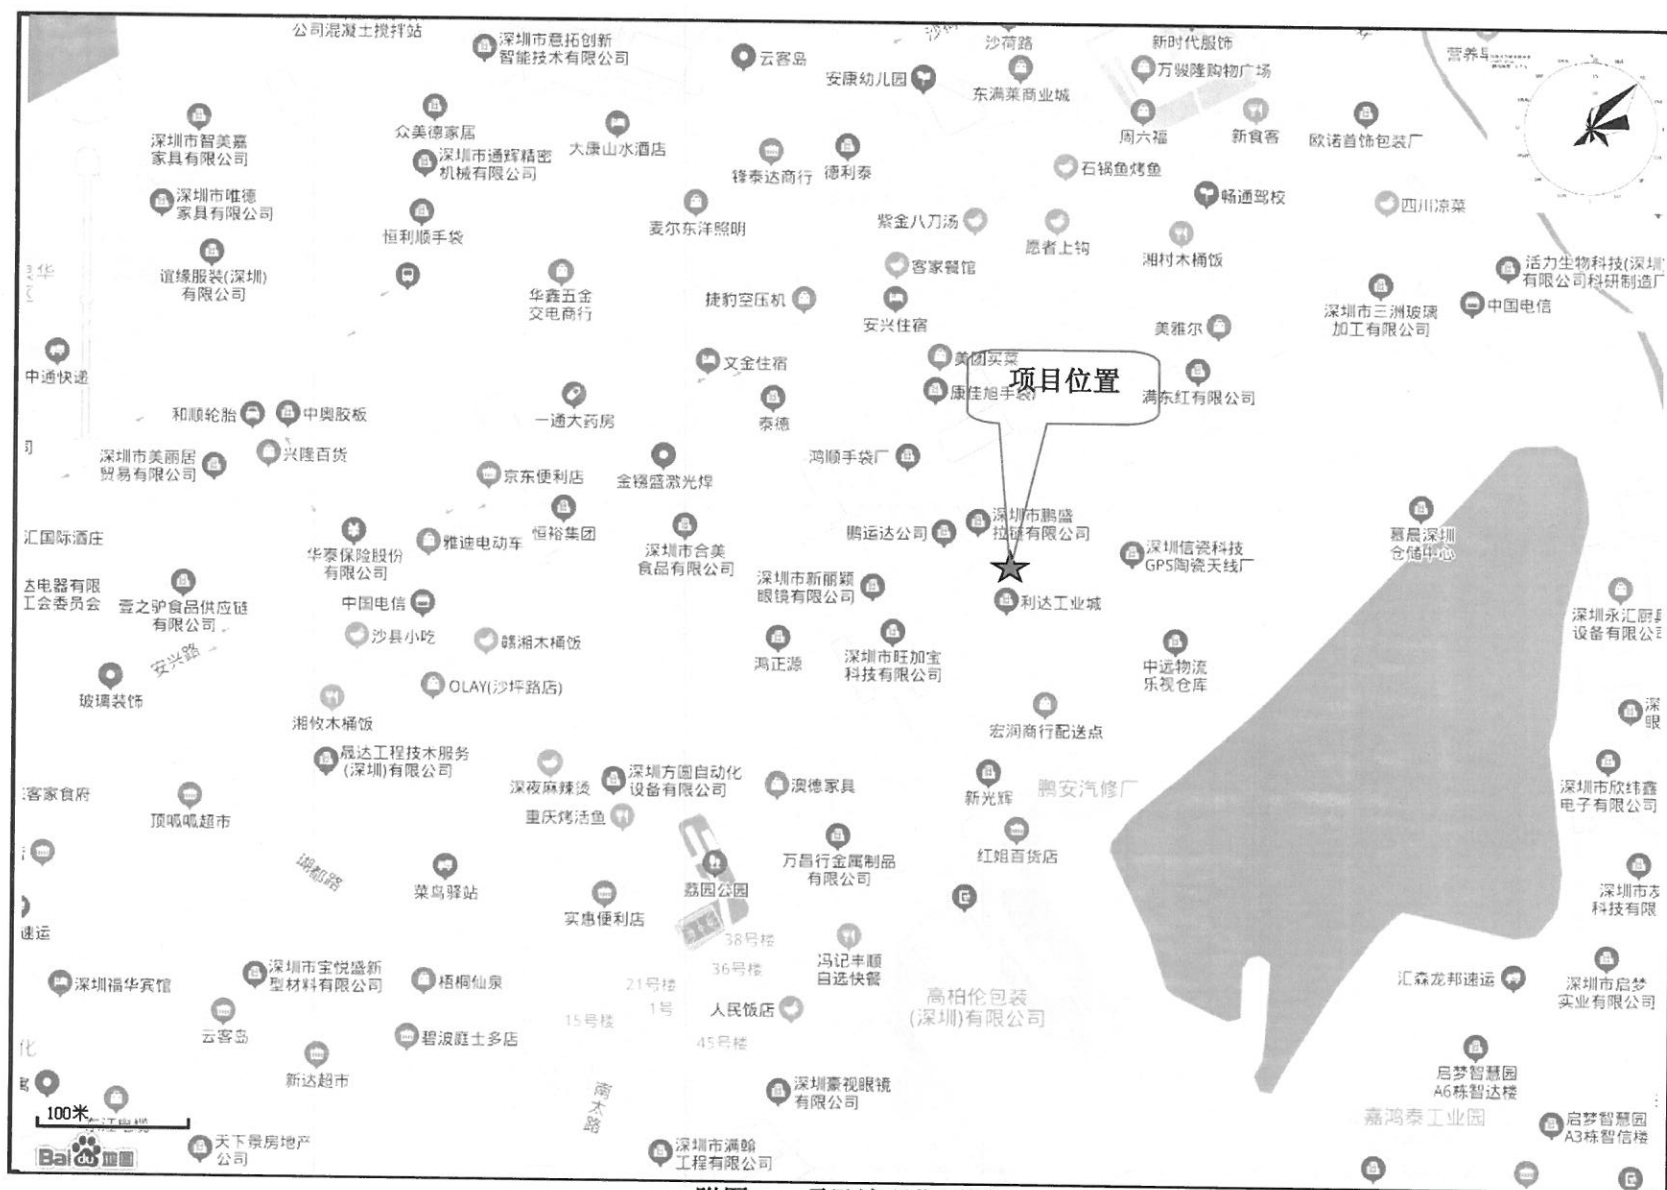 公司混凝土搅拌站
深圳市意拓创新
智能技术有限公司
云客岛
安康幼儿园
沙荷路
东满莱商业城
新时代服饰
万骏隆购物广场
深圳市智美嘉
家具有限公司
众美德家居
深圳市通辉精密
机械有限公司
大康山水酒店
锋泰达商行
德利泰
周六福
新食客
欧诺首饰包装厂
石锅鱼烤鱼
畅通驾校
四川凉菜
深圳市唯德
家具有限公司
恒利顺手袋
麦尔东洋照明
紫金八刀汤
愿者上钩
湘村木桶饭
谊缘服装(深圳)
有限公司
华鑫五金
交电商行
捷豹空压机
客家餐馆
安兴住宿
美雅尔
深圳市三洲玻璃
加工有限公司
活力生物科技(深圳
有限公司科研制造厂
中国电信
中通快递
文金住宿
美团买菜
康佳旭手袋
项目位置
满东红有限公司
和顺轮胎
中奥胶板
一通大药房
泰德
深圳市美丽居
贸易有限公司
兴隆百货
京东便利店
金镪盛激光焊
鸿顺手袋厂
汇国际酒庄
华泰保险股份
有限公司
雅迪电动车
恒裕集团
深圳市合美
食品有限公司
鹏运达公司
深圳市鹏盛
拉链有限公司
深圳信瓷科技
GPS陶瓷天线厂
慕晨深圳
仓储中心
达电器有限
工会委员会
壹之驴食品供应链
有限公司
中国电信
深圳市新丽颖
眼镜有限公司
利达工业城
深圳永汇厨具
设备有限公司
安兴路
沙县小吃
赣湘木桶饭
鸿正源
深圳市旺加宝
科技有限公司
中远物流
乐视仓库
玻璃装饰
湘攸木桶饭
OLAY(沙坪路店)
宏润商行配送点
深
眼
晟达工程技术服务
(深圳)有限公司
深夜麻辣烫
深圳方圆自动化
设备有限公司
澳德家具
新光辉
鹏安汽修厂
深圳市欣纬鑫
电子有限公司
客家食府
顶呱呱超市
重庆烤活鱼
湖都路
菜鸟驿站
荔园公园
万昌行金属制品
有限公司
红姐百货店
实惠便利店
科技有限
速运
38号楼
36号楼
冯记丰顺
自选快餐
深圳福华宾馆
深圳市宝悦盛新
型材料有限公司
梧桐仙泉
21号楼
1号
15号楼
人民饭店
45号楼
高柏伦包装
(深圳)有限公司
汇森龙邦速运
深圳市启梦
实业有限公司
云客岛
碧波庭士多店
新达超市
南太路
深圳豪视眼镜
有限公司
启梦智慧园
A6栋智达楼
嘉鸿泰工业园
启梦智慧园
A3栋智信楼
100米
Bai du 地图
天下景房地产
公司
深圳市满翰
工程有限公司